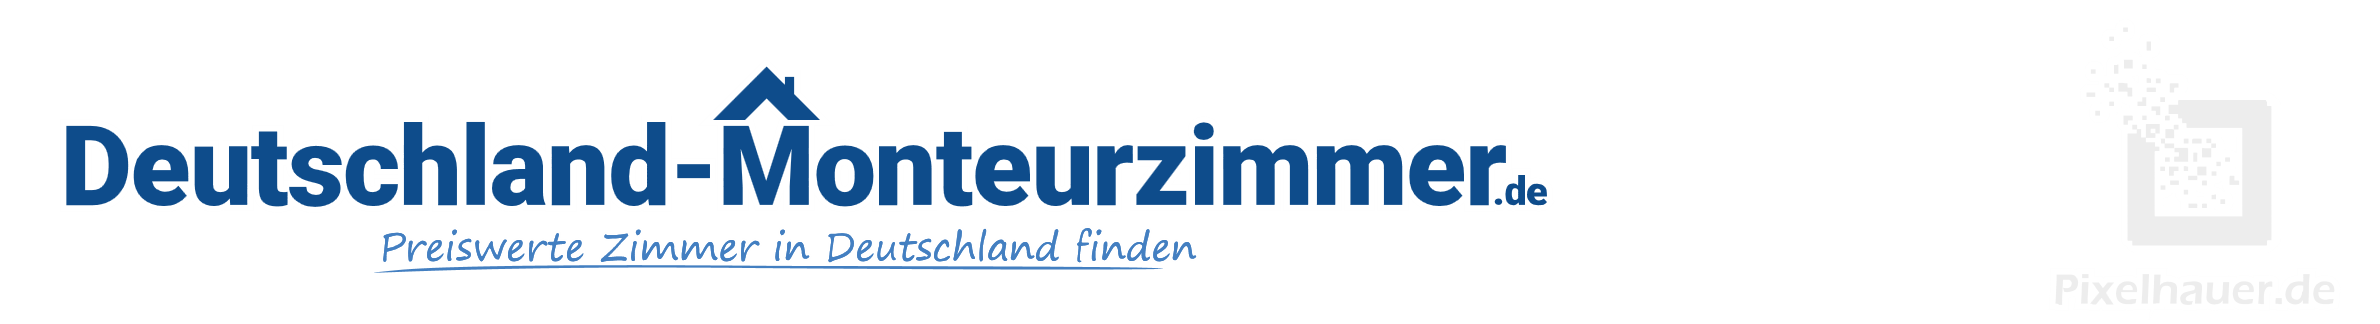 Deutschland-Monteurzimmer.de
Preiswerte Zimmer in Deutschland finden
Pixelhauer.de